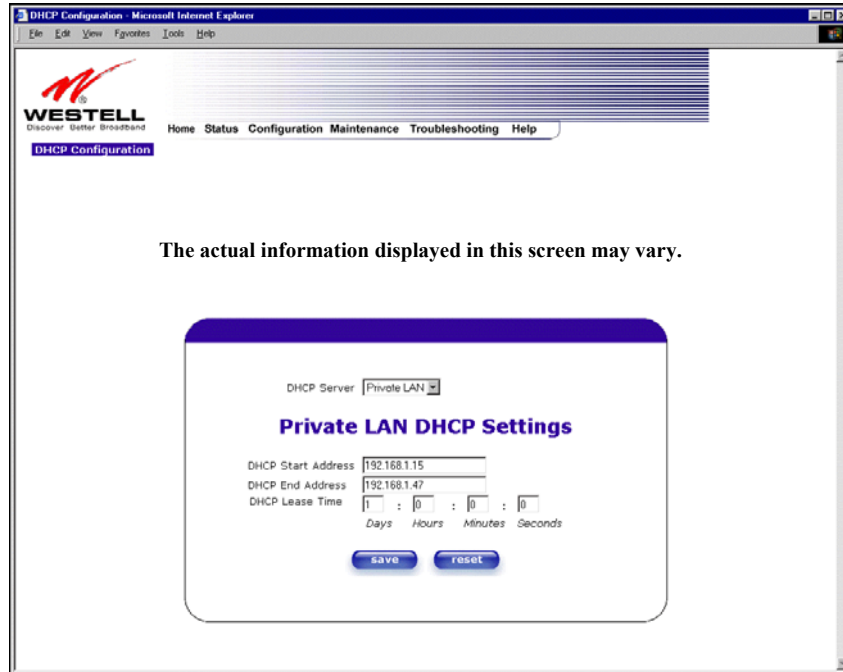 DHCP Configuration - Microsoft Internet Explorer
File Edit View Favorites Tools Help
WESTELL
Discover Better Broadband
Home Status Configuration Maintenance Troubleshooting Help
DHCP Configuration
The actual information displayed in this screen may vary.
DHCP Server Private LAN
Private LAN DHCP Settings
DHCP Start Address 192.168.1.15
DHCP End Address 192.168.1.47
DHCP Lease Time 1 : 0 : 0 : 0
Days Hours Minutes Seconds
save reset